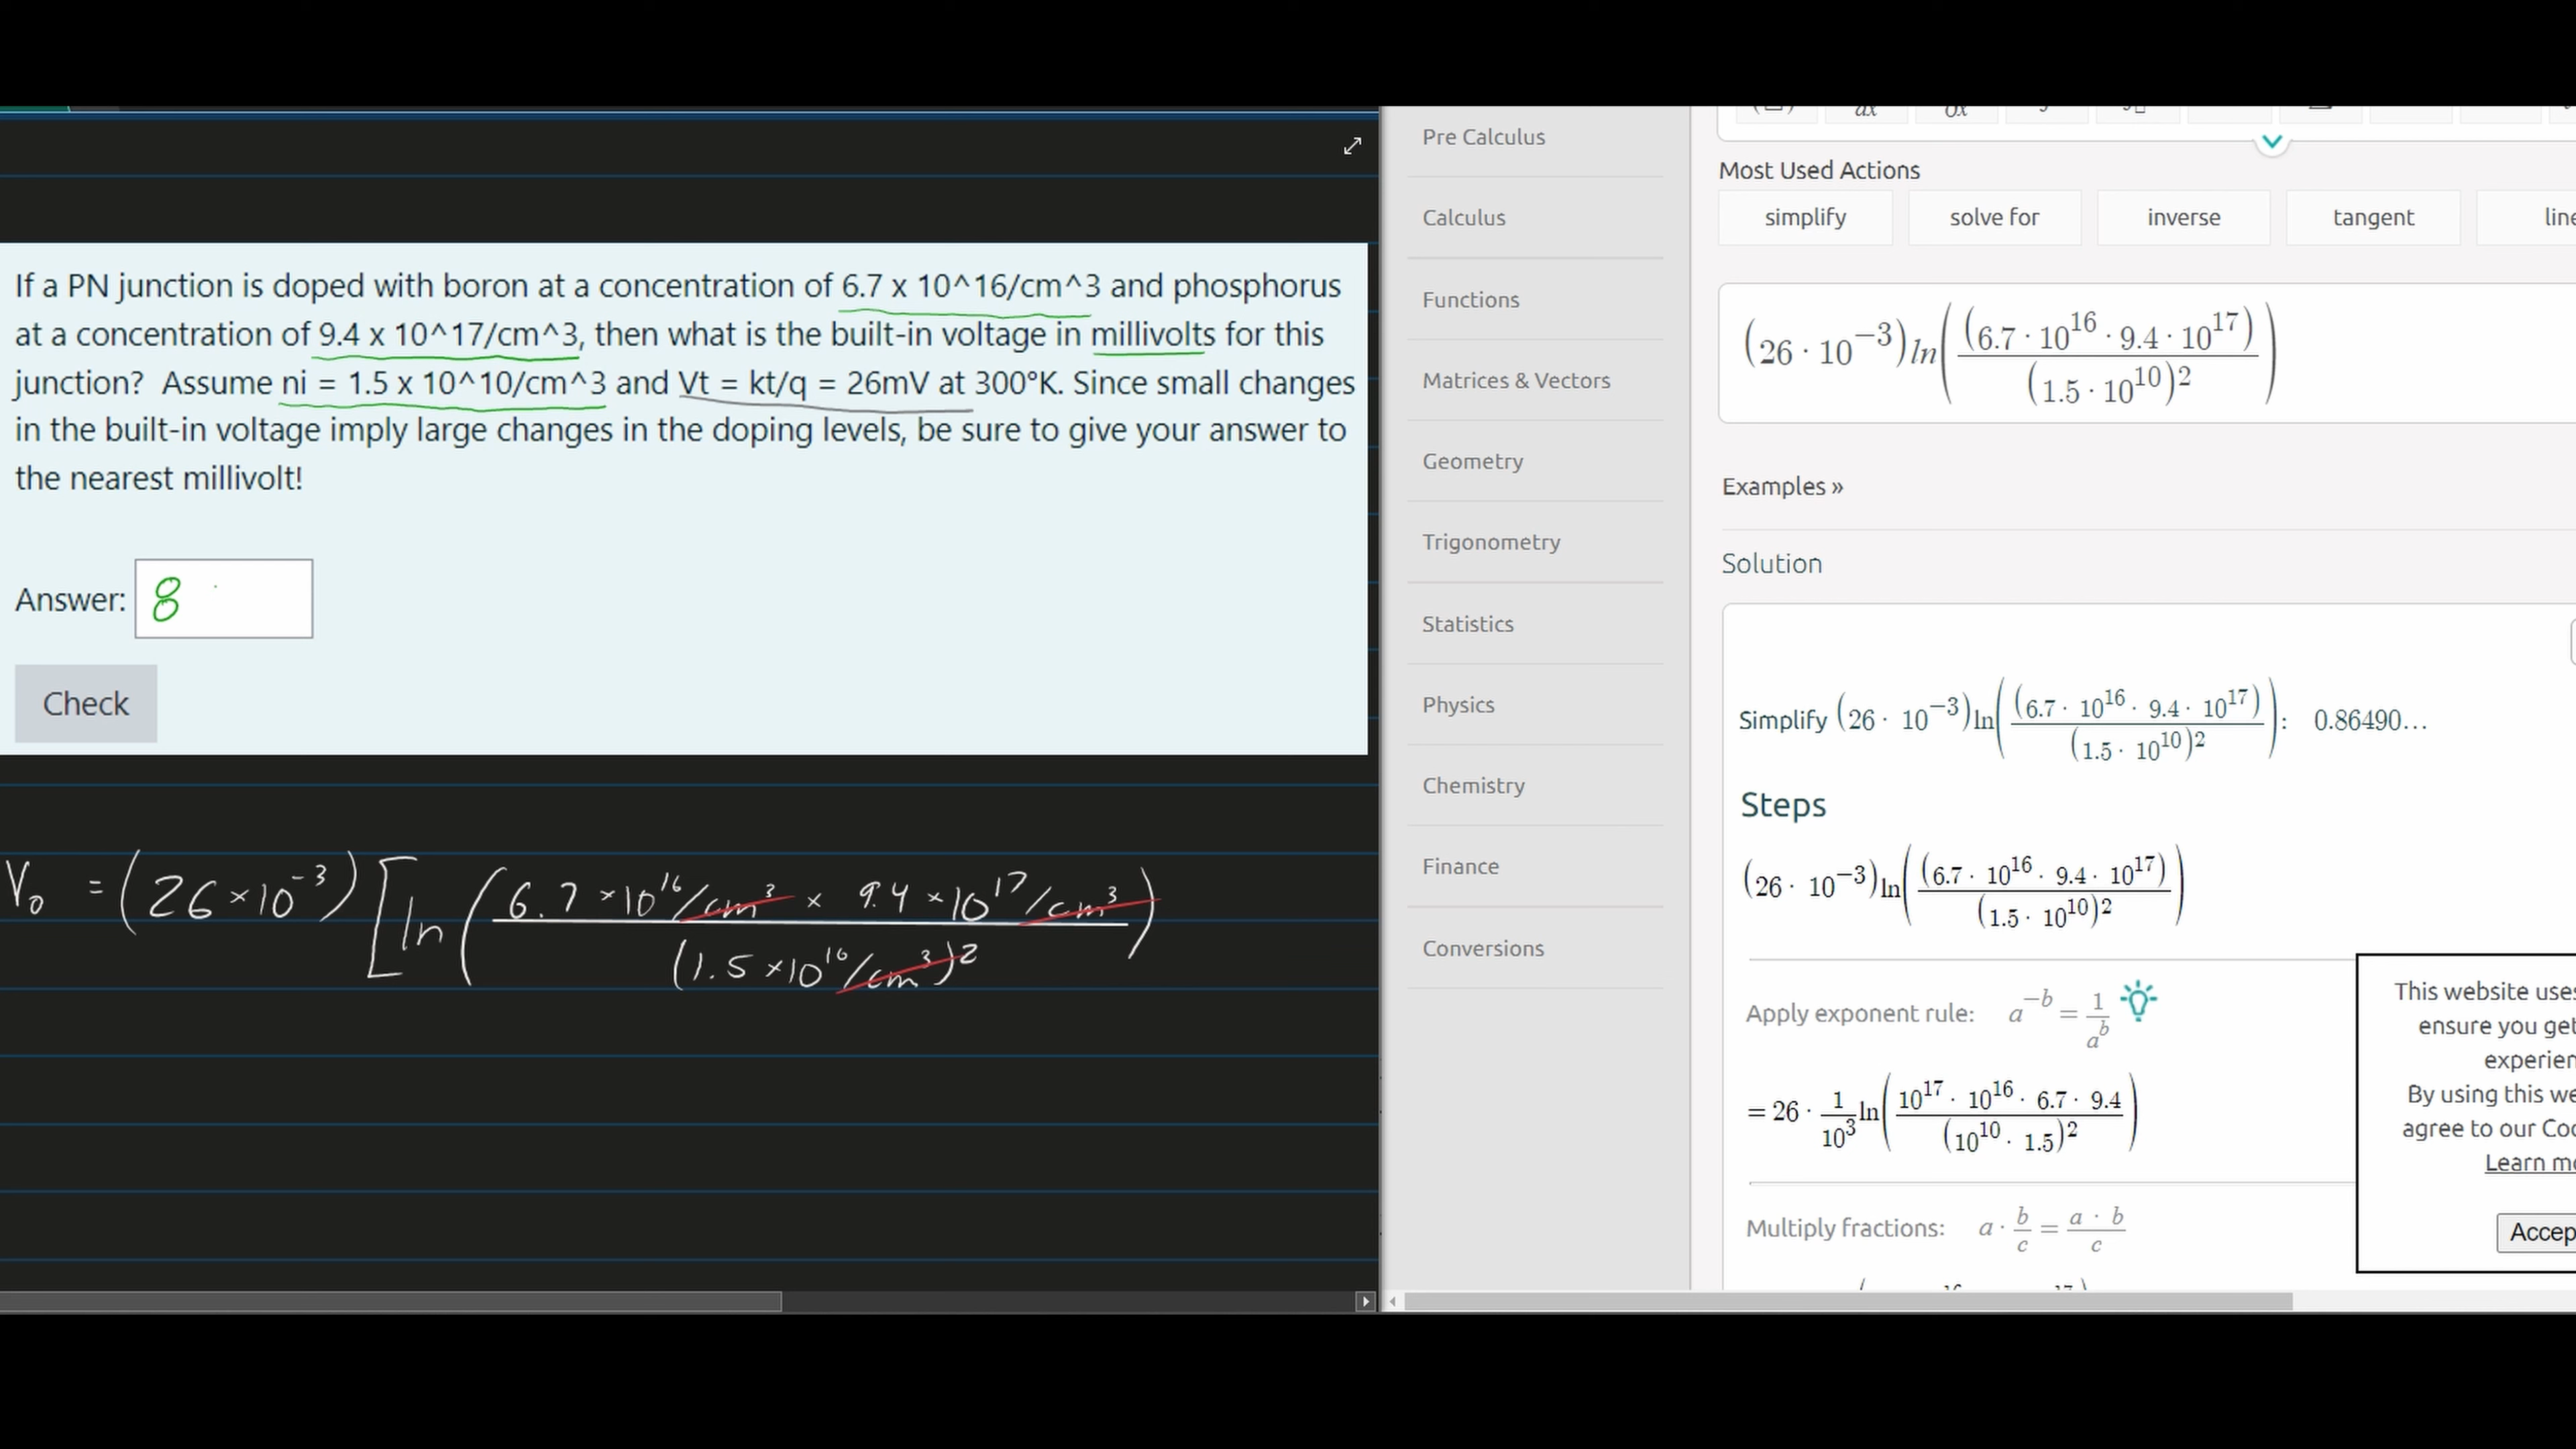 If a PN junction is doped with boron at a concentration of 6.7 x 10^16/cm^3 and phosphorus
at a concentration of 9.4 x 10^17/cm^3, then what is the built-in voltage in millivolts for this
junction? Assume ni = 1.5 x 10^10/cm^3 and Vt = kt/q = 26mV at 300°K. Since small changes
in the built-in voltage imply large changes in the doping levels, be sure to give your answer to
the nearest millivolt!
Answer: 8
Check
V₀ = (26 × 10⁻³) [ln((6.7 × 10¹⁶/cm³ × 9.4 × 10¹⁷/cm³) / (1.5 × 10¹⁰/cm³)²)
Pre Calculus
Calculus
Functions
Matrices & Vectors
Geometry
Trigonometry
Statistics
Physics
Chemistry
Finance
Conversions
Most Used Actions
simplify solve for inverse tangent line
(26 · 10⁻³) ln((6.7 · 10¹⁶ · 9.4 · 10¹⁷) / (1.5 · 10¹⁰)²)
Examples »
Solution
Simplify (26 · 10⁻³) ln((6.7 · 10¹⁶ · 9.4 · 10¹⁷) / (1.5 · 10¹⁰)²): 0.86490...
Steps
(26 · 10⁻³) ln((6.7 · 10¹⁶ · 9.4 · 10¹⁷) / (1.5 · 10¹⁰)²)
Apply exponent rule: a⁻ᵇ = 1/aᵇ
= 26 · 1/10³ ln((10¹⁷ · 10¹⁶ · 6.7 · 9.4) / (10¹⁰ · 1.5)²)
Multiply fractions: a · b/c = (a · b)/c
This website uses
ensure you get
By using this we
agree to our Coo
Learn mo
Accep